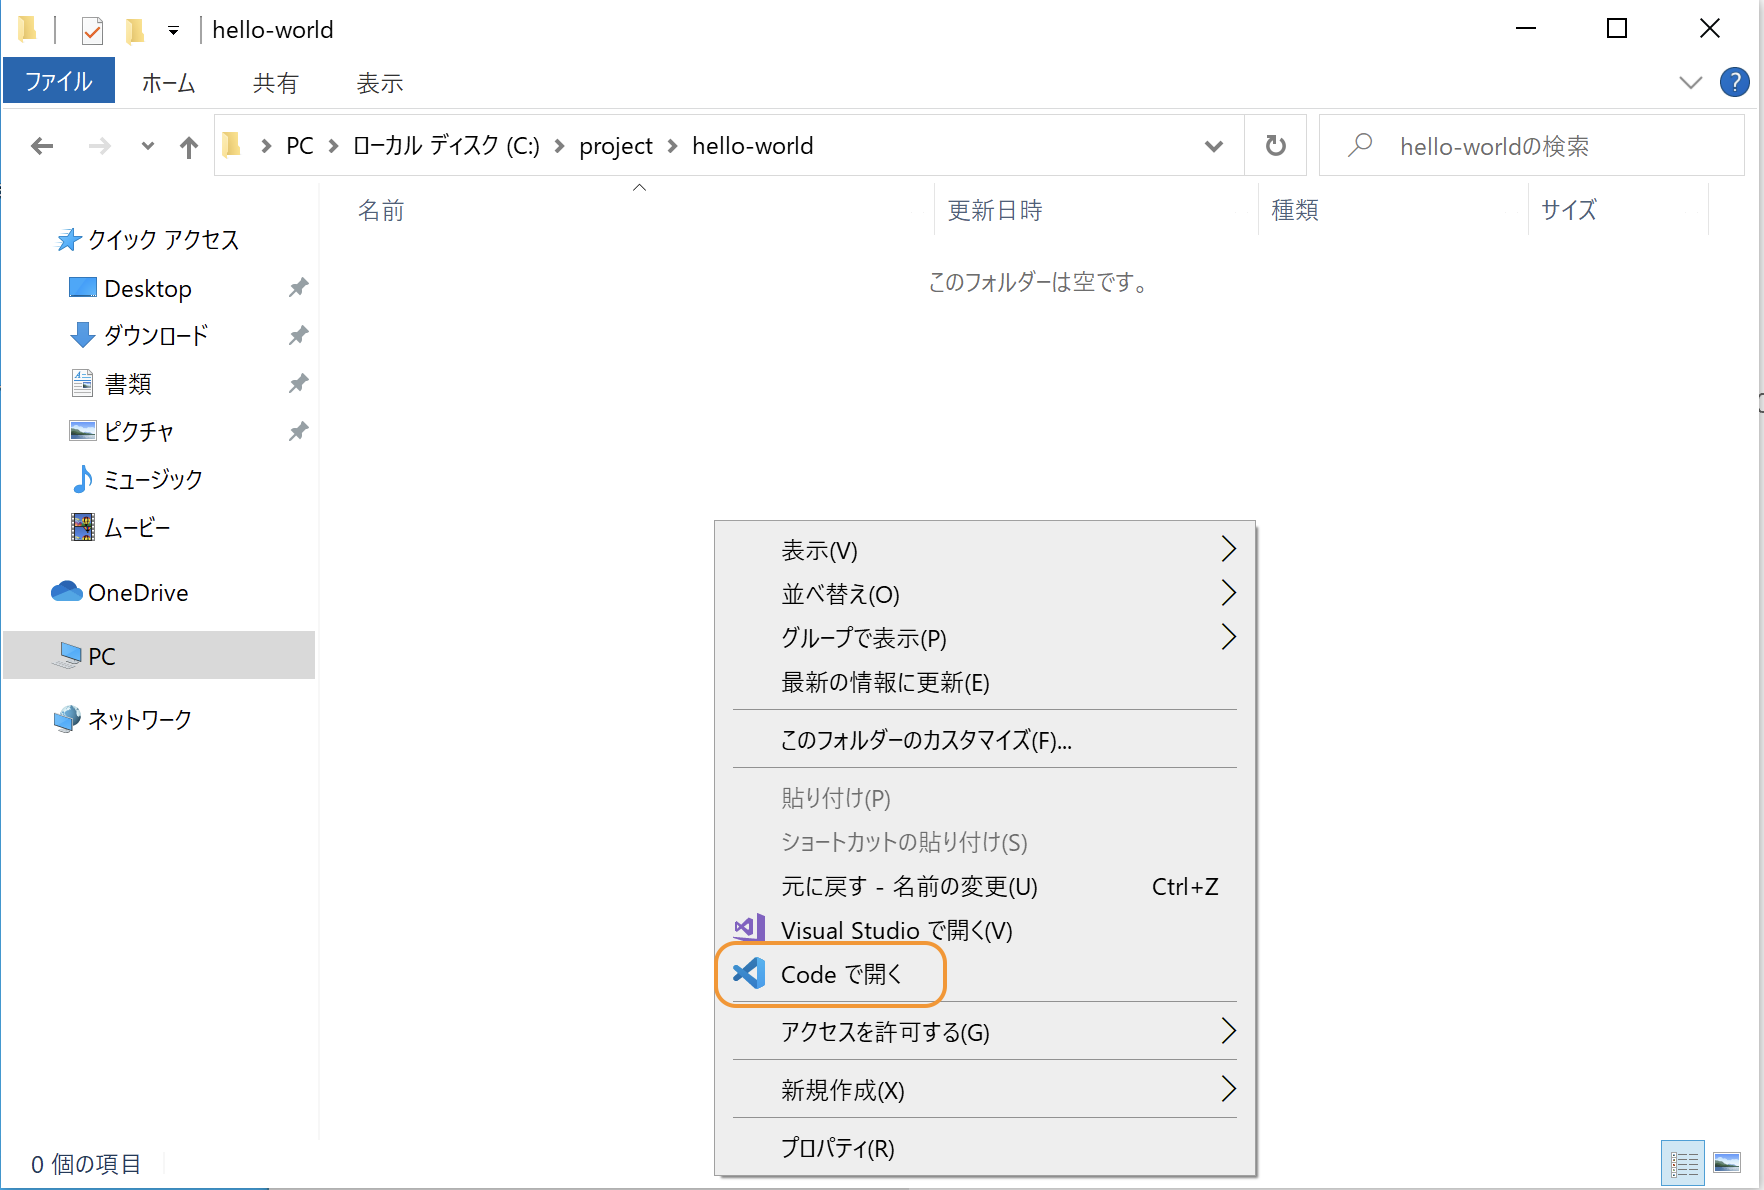 hello-world
ファイル ホーム 共有 表示 ?
PC ローカル ディスク (C:) project hello-world hello-worldの検索
名前 更新日時 種類 サイズ
このフォルダーは空です。
クイック アクセス
Desktop
ダウンロード
書類
ピクチャ
ミュージック
ムービー
OneDrive
PC
ネットワーク
表示(V)
並べ替え(O)
グループで表示(P)
最新の情報に更新(E)
このフォルダーのカスタマイズ(F)...
貼り付け(P)
ショートカットの貼り付け(S)
元に戻す - 名前の変更(U) Ctrl+Z
Visual Studio で開く(V)
Code で開く
アクセスを許可する(G)
新規作成(X)
プロパティ(R)
0 個の項目